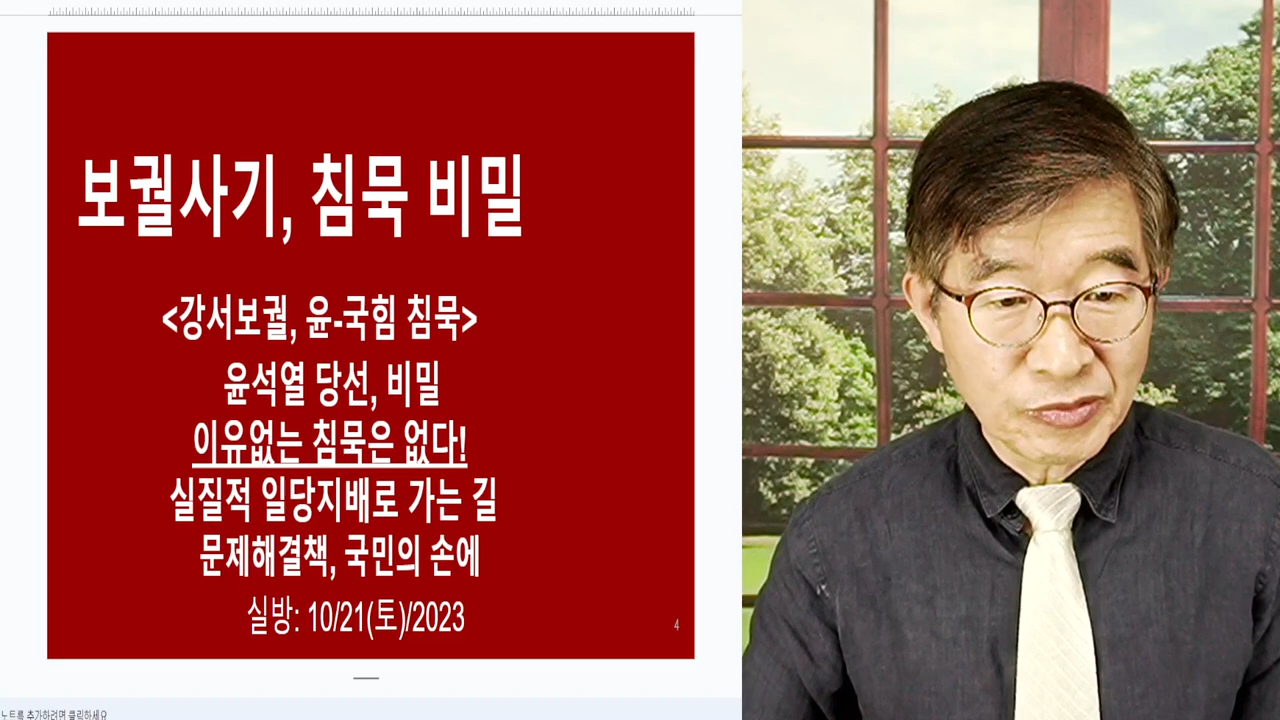 보궐사기, 침묵 비밀
<강서보궐, 윤-국힘 침묵>
윤석열 당선, 비밀
이유없는 침묵은 없다!
실질적 일당지배로 가는 길
문제해결책, 국민의 손에
실방: 10/21(토)/2023
4
노트를 추가하려면 클릭하세요